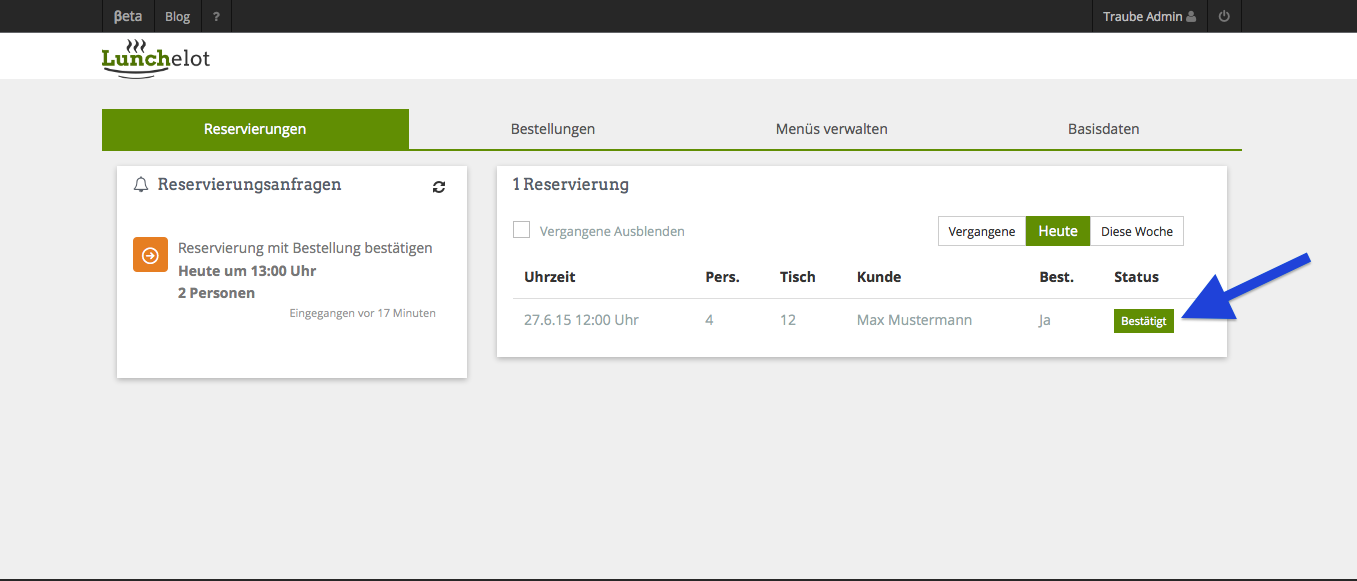 βeta Blog ? Traube Admin
Lunchelot
Reservierungen Bestellungen Menüs verwalten Basisdaten
Reservierungsanfragen
Reservierung mit Bestellung bestätigen
Heute um 13:00 Uhr
2 Personen
Eingegangen vor 17 Minuten
1 Reservierung
Vergangene Ausblenden
Vergangene Heute Diese Woche
Uhrzeit Pers. Tisch Kunde Best. Status
27.6.15 12:00 Uhr 4 12 Max Mustermann Ja Bestätigt